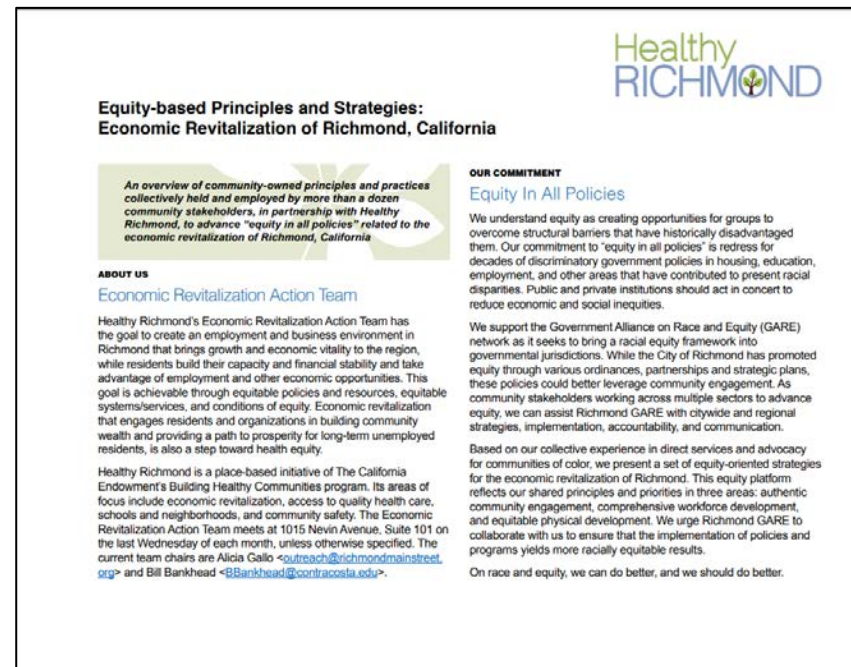 Healthy
RICHMOND
Equity-based Principles and Strategies:
Economic Revitalization of Richmond, California
An overview of community-owned principles and practices
collectively held and employed by more than a dozen
community stakeholders, in partnership with Healthy
Richmond, to advance “equity in all policies” related to the
economic revitalization of Richmond, California
ABOUT US
Economic Revitalization Action Team
Healthy Richmond’s Economic Revitalization Action Team has
the goal to create an employment and business environment in
Richmond that brings growth and economic vitality to the region,
while residents build their capacity and financial stability and take
advantage of employment and other economic opportunities. This
goal is achievable through equitable policies and resources, equitable
systems/services, and conditions of equity. Economic revitalization
that engages residents and organizations in building community
wealth and providing a path to prosperity for long-term unemployed
residents, is also a step toward health equity.
Healthy Richmond is a place-based initiative of The California
Endowment’s Building Healthy Communities program. Its areas of
focus include economic revitalization, access to quality health care,
schools and neighborhoods, and community safety. The Economic
Revitalization Action Team meets at 1015 Nevin Avenue, Suite 101 on
the last Wednesday of each month, unless otherwise specified. The
current team chairs are Alicia Gallo <outreach@richmondmainstreet.
org> and Bill Bankhead <BBankhead@contracosta.edu>.
OUR COMMITMENT
Equity In All Policies
We understand equity as creating opportunities for groups to
overcome structural barriers that have historically disadvantaged
them. Our commitment to “equity in all policies” is redress for
decades of discriminatory government policies in housing, education,
employment, and other areas that have contributed to present racial
disparities. Public and private institutions should act in concert to
reduce economic and social inequities.
We support the Government Alliance on Race and Equity (GARE)
network as it seeks to bring a racial equity framework into
governmental jurisdictions. While the City of Richmond has promoted
equity through various ordinances, partnerships and strategic plans,
these policies could better leverage community engagement. As
community stakeholders working across multiple sectors to advance
equity, we can assist Richmond GARE with citywide and regional
strategies, implementation, accountability, and communication.
Based on our collective experience in direct services and advocacy
for communities of color, we present a set of equity-oriented strategies
for the economic revitalization of Richmond. This equity platform
reflects our shared principles and priorities in three areas: authentic
community engagement, comprehensive workforce development,
and equitable physical development. We urge Richmond GARE to
collaborate with us to ensure that the implementation of policies and
programs yields more racially equitable results.
On race and equity, we can do better, and we should do better.